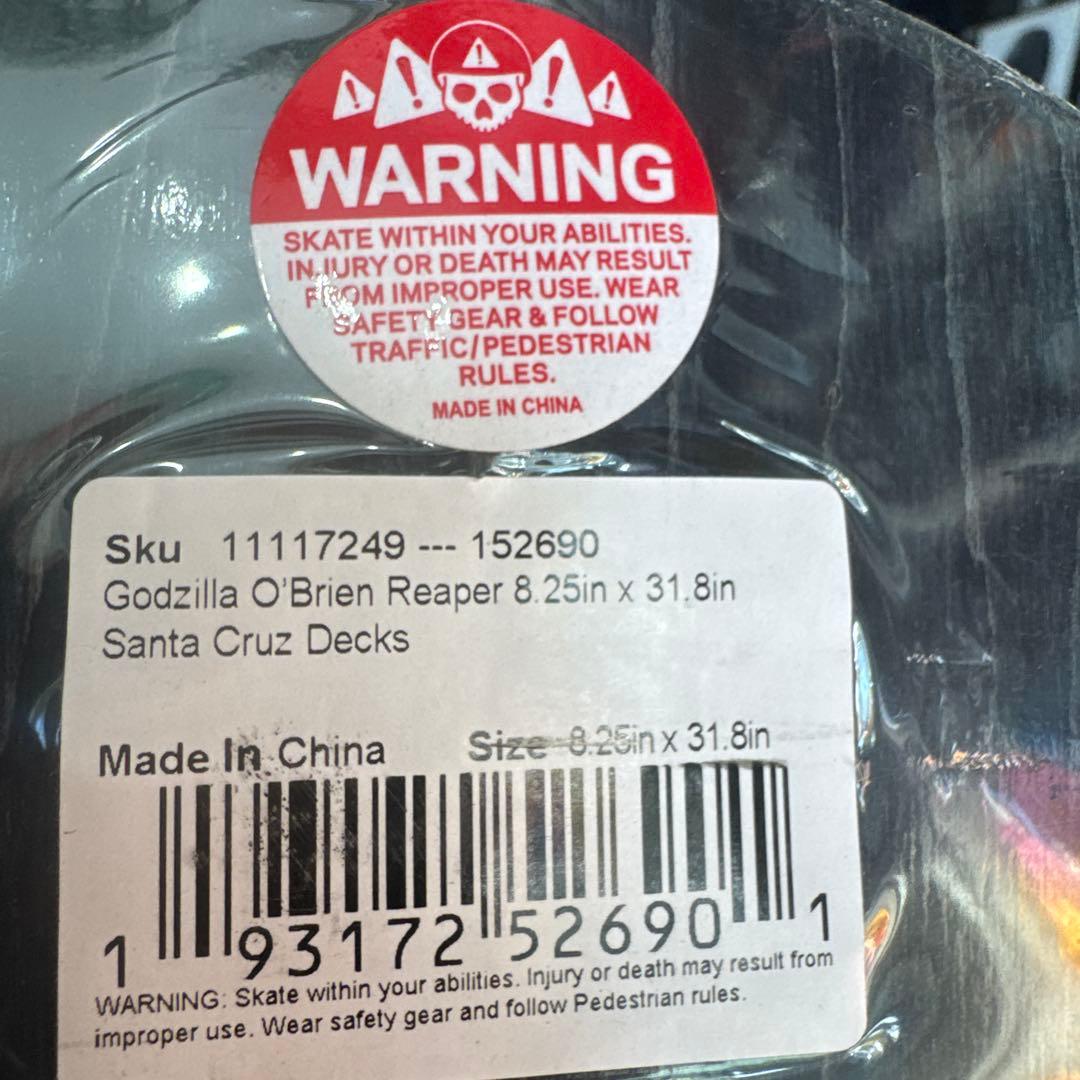 WARNING
SKATE WITHIN YOUR ABILITIES.
INJURY OR DEATH MAY RESULT
FROM IMPROPER USE. WEAR
SAFETY GEAR & FOLLOW
TRAFFIC/PEDESTRIAN
RULES.
MADE IN CHINA
Sku 11117249 --- 152690
Godzilla O'Brien Reaper 8.25in x 31.8in
Santa Cruz Decks
Made In China Size 8.25in x 31.8in
1 93172 52690 1
WARNING: Skate within your abilities. Injury or death may result from
improper use. Wear safety gear and follow Pedestrian rules.